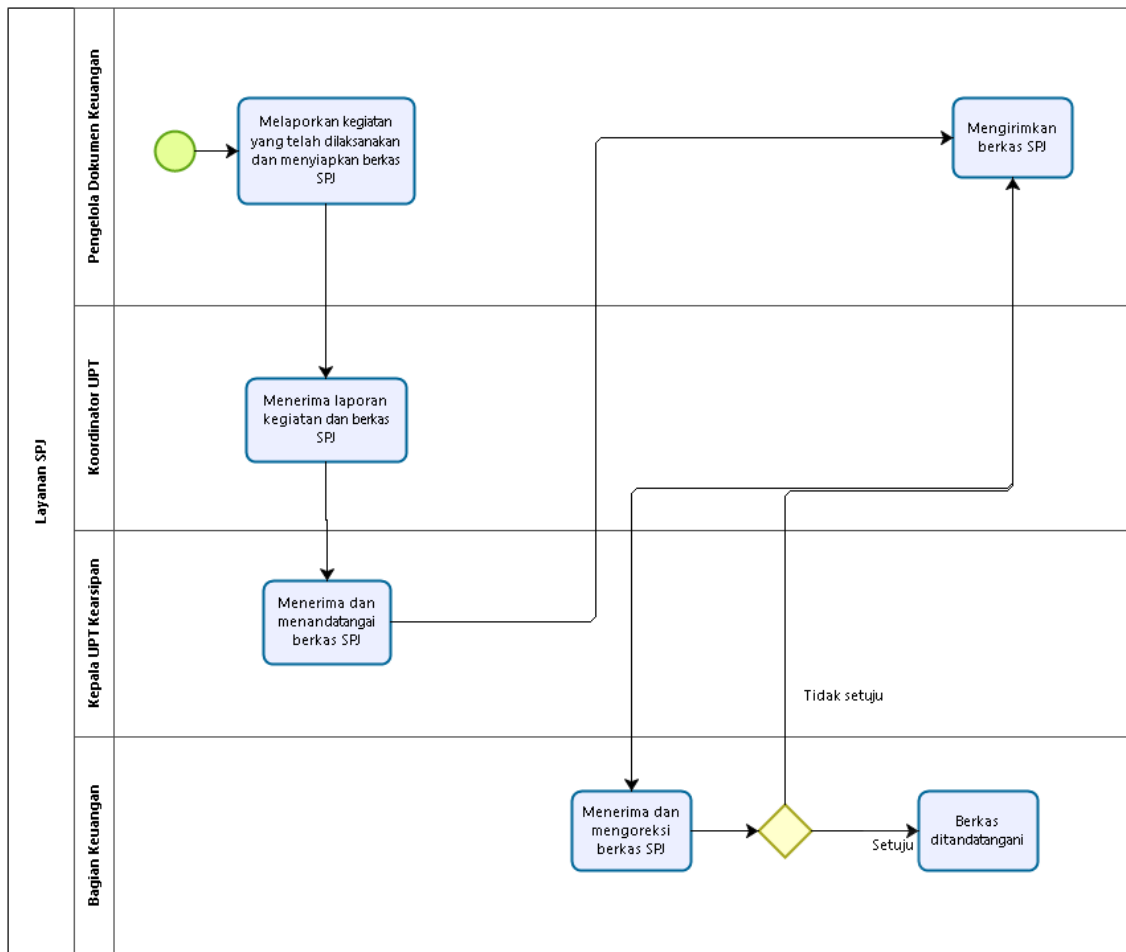 Layanan SPJ
Pengelola Dokumen Keuangan
Melaporkan kegiatan
yang telah dilaksanakan
dan menyiapkan berkas
SPJ
Mengirimkan
berkas SPJ
Koordinator UPT
Menerima laporan
kegiatan dan berkas
SPJ
Kepala UPT Kearsipan
Menerima dan
menandatangai
berkas SPJ
Tidak setuju
Bagian Keuangan
Menerima dan
mengoreksi
berkas SPJ
Setuju
Berkas
ditandatangani